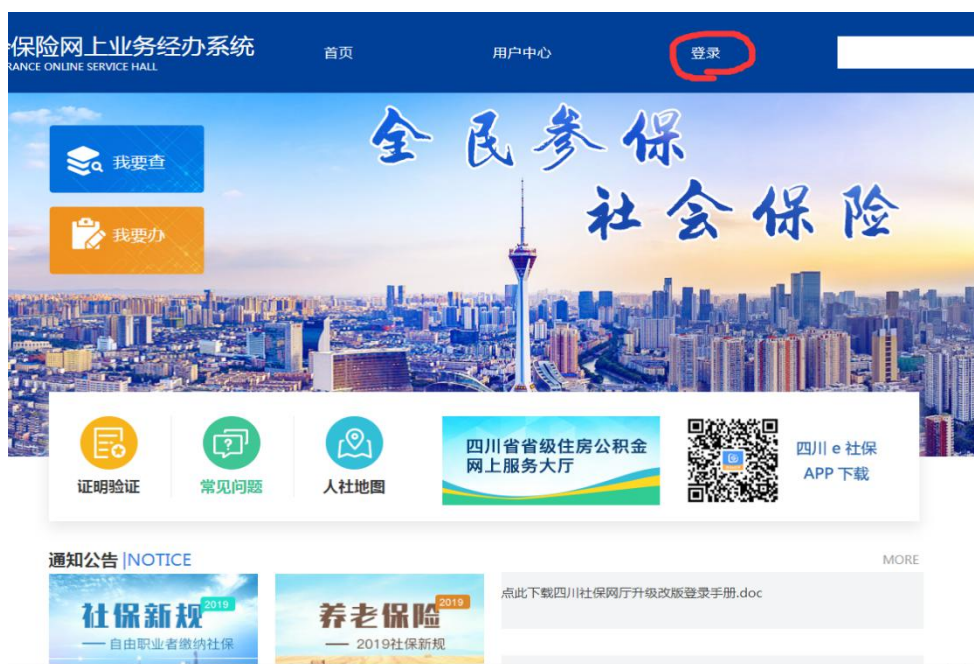 保险网上业务经办系统
RANCE ONLINE SERVICE HALL
首页
用户中心
登录
全民参保
社会保险
我要查
我要办
证明验证
常见问题
人社地图
四川省省级住房公积金
网上服务大厅
四川 e 社保
APP 下载
通知公告 |NOTICE
MORE
社保新规 2019
—— 自由职业者缴纳社保
养老保险 2019
—— 2019社保新规
点此下载四川社保网厅升级改版登录手册.doc